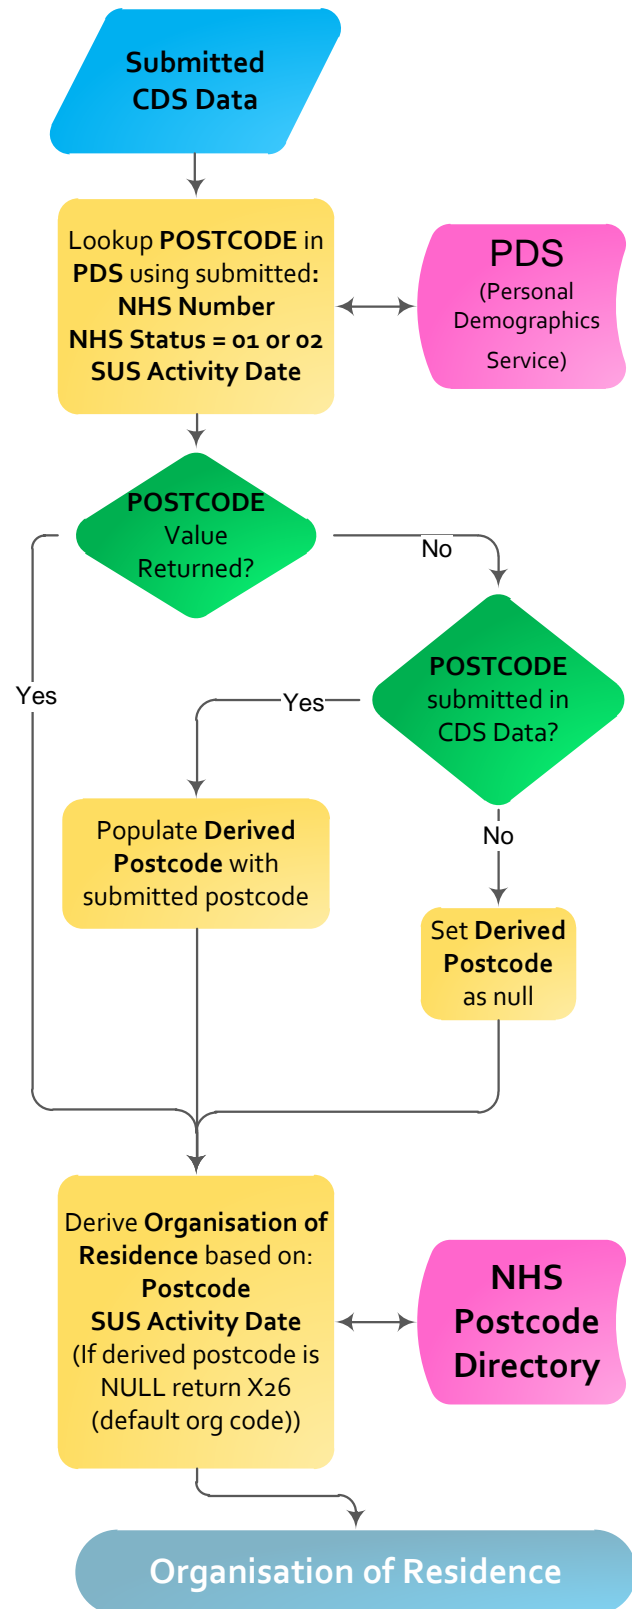 Submitted
CDS Data
Lookup POSTCODE in
PDS using submitted:
NHS Number
NHS Status = 01 or 02
SUS Activity Date
PDS
(Personal
Demographics
Service)
POSTCODE
Value
Returned?
No
Yes
POSTCODE
submitted in
CDS Data?
Yes
Populate Derived
Postcode with
submitted postcode
No
Set Derived
Postcode
as null
Derive Organisation of
Residence based on:
Postcode
SUS Activity Date
(If derived postcode is
NULL return X26
(default org code))
NHS
Postcode
Directory
Organisation of Residence